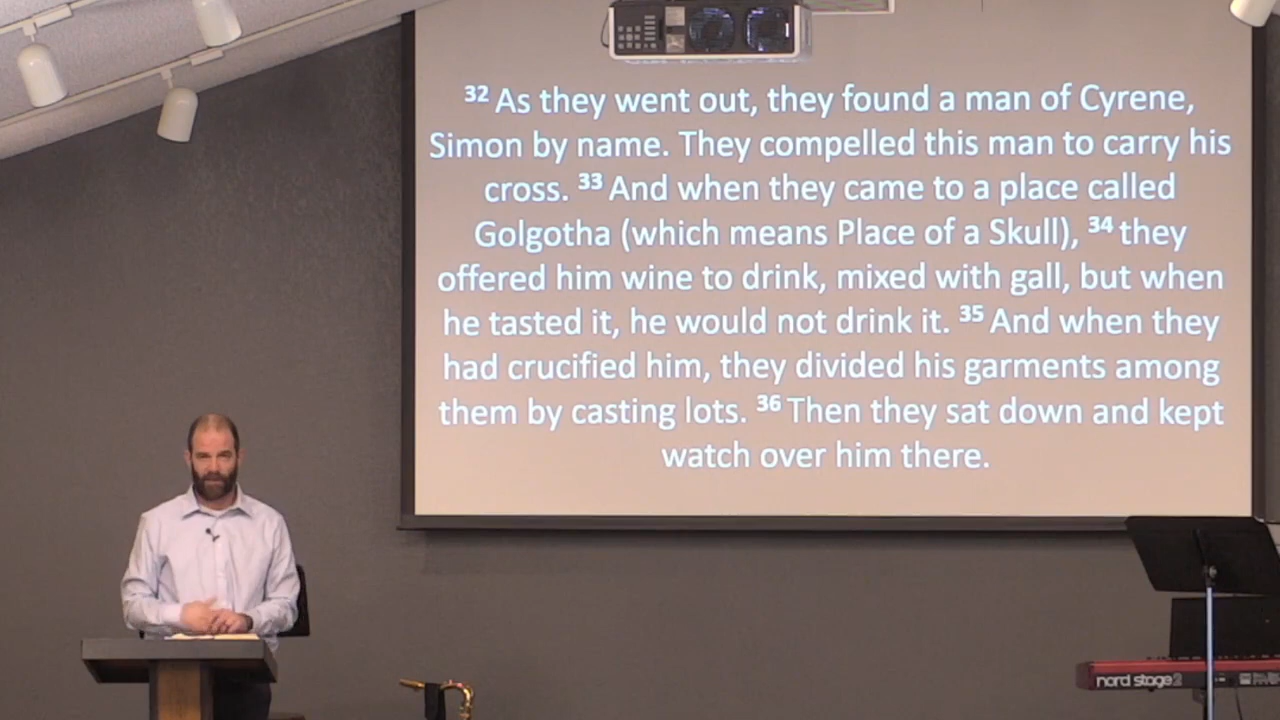 32 As they went out, they found a man of Cyrene,
Simon by name. They compelled this man to carry his
cross. 33 And when they came to a place called
Golgotha (which means Place of a Skull), 34 they
offered him wine to drink, mixed with gall, but when
he tasted it, he would not drink it. 35 And when they
had crucified him, they divided his garments among
them by casting lots. 36 Then they sat down and kept
watch over him there.
nord stage 2